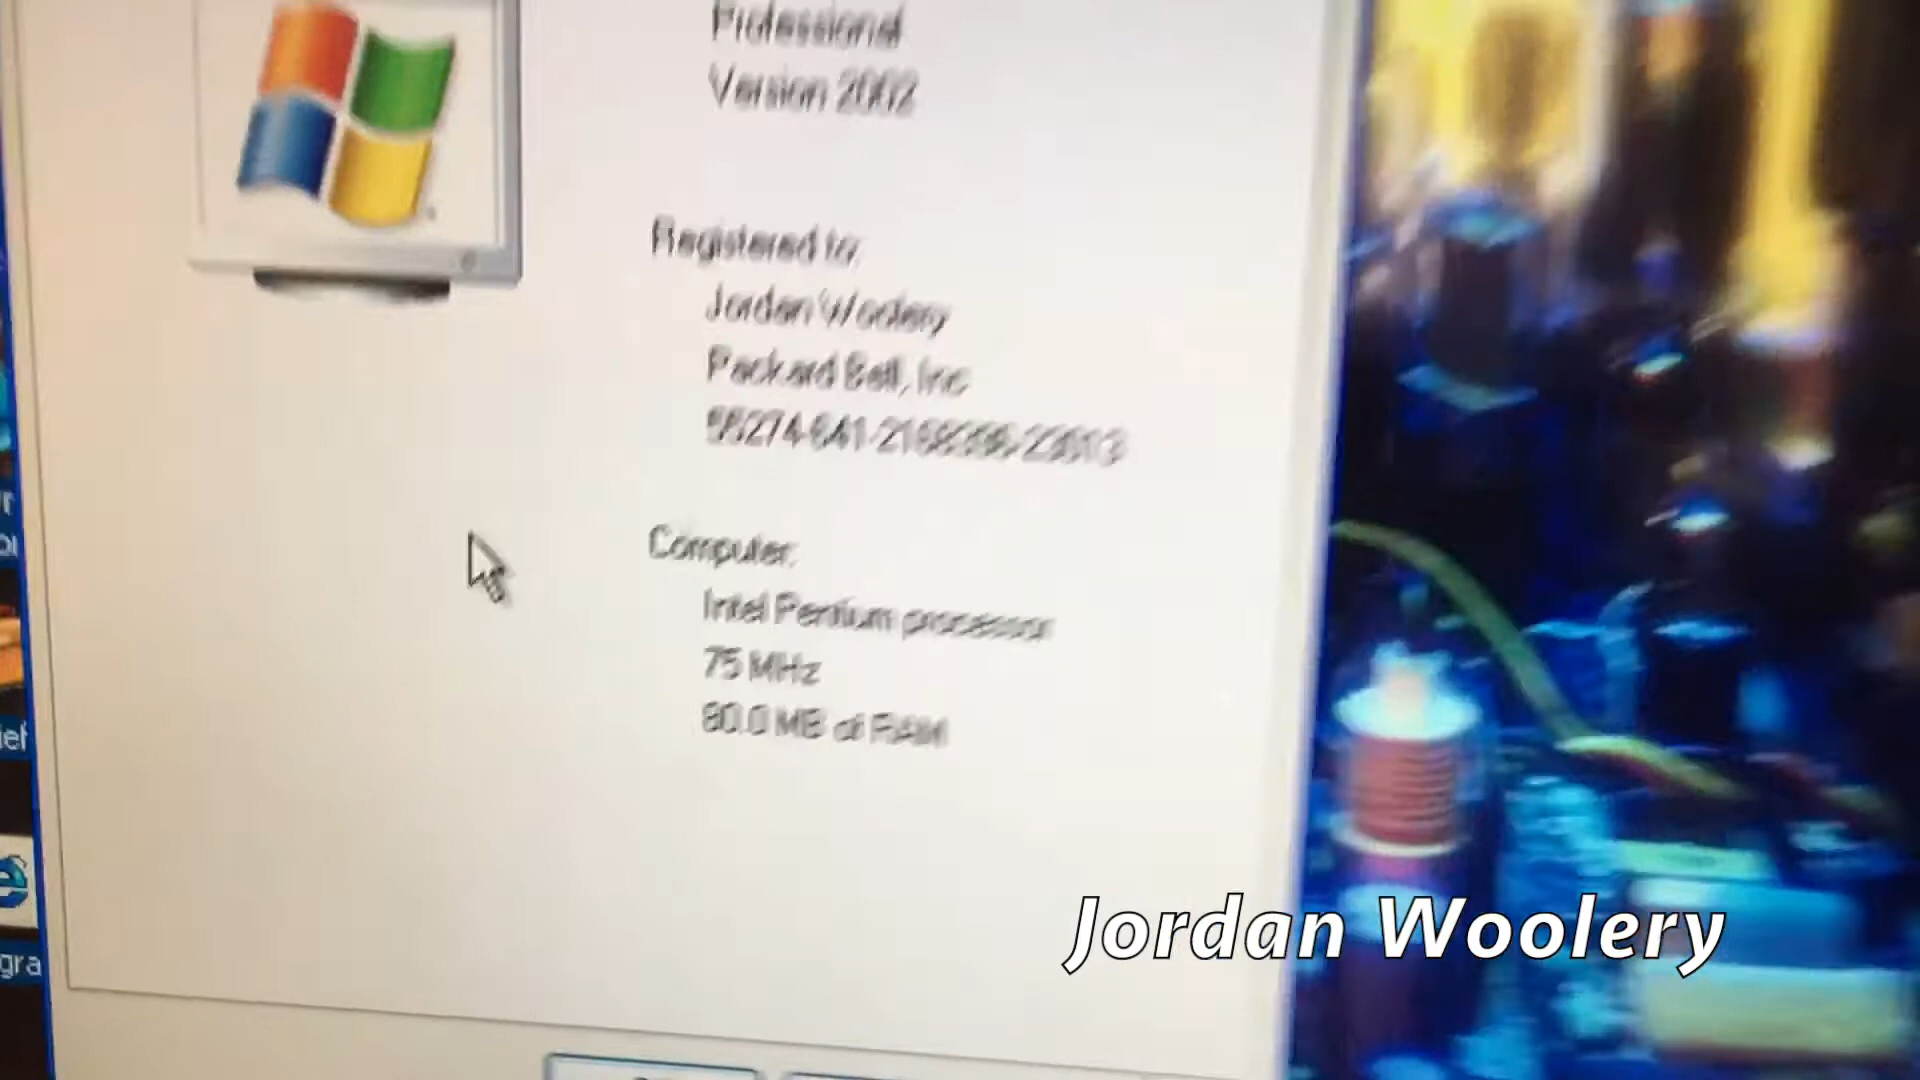 Professional
Version 2002
Registered to:
Jordan Woolery
Packard Bell, Inc
Computer:
Intel Pentium processor
75 MHz
80.0 MB of RAM
Jordan Woolery
gra